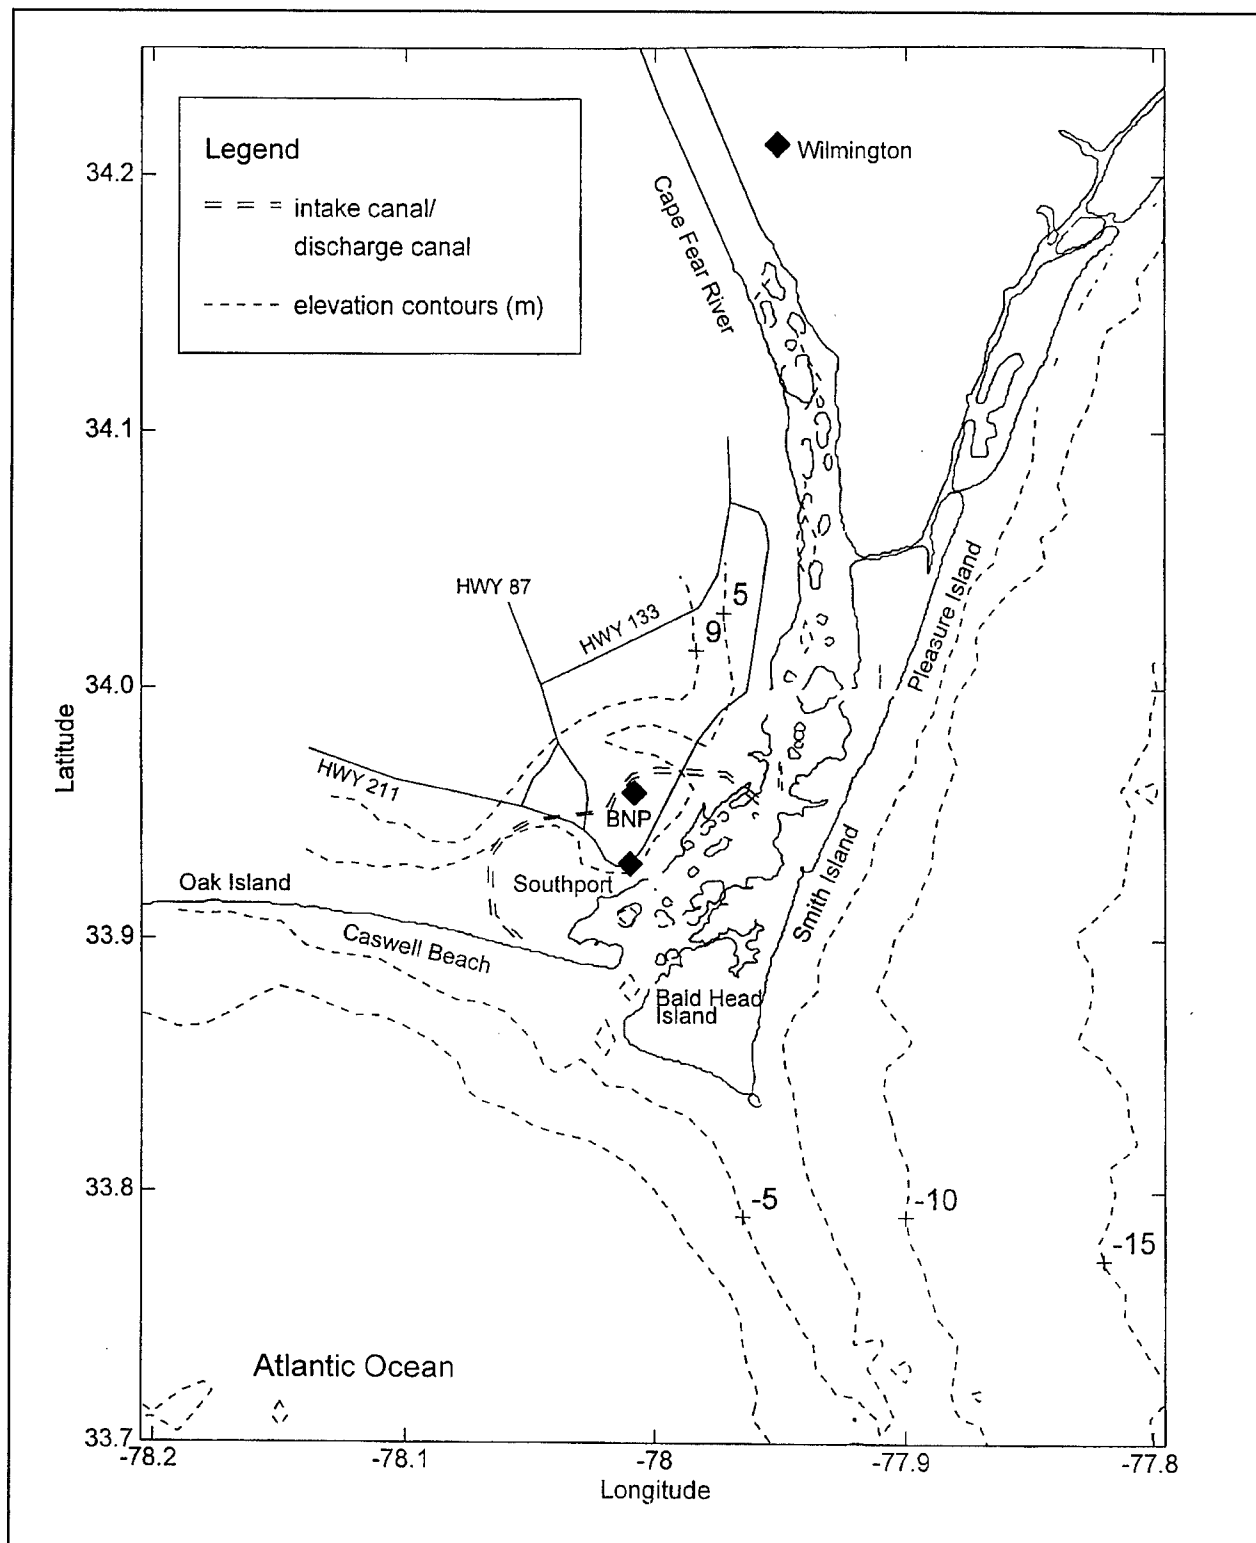 Legend
intake canal/
discharge canal
elevation contours (m)
Wilmington
Cape Fear River
34.2
34.1
34.0
33.9
33.8
33.7
Latitude
HWY 87
HWY 133
5
9
Pleasure Island
HWY 211
BNP
Southport
Oak Island
Caswell Beach
Smith Island
Bald Head
Island
-5
-10
-15
Atlantic Ocean
-78.2
-78.1
-78
-77.9
-77.8
Longitude